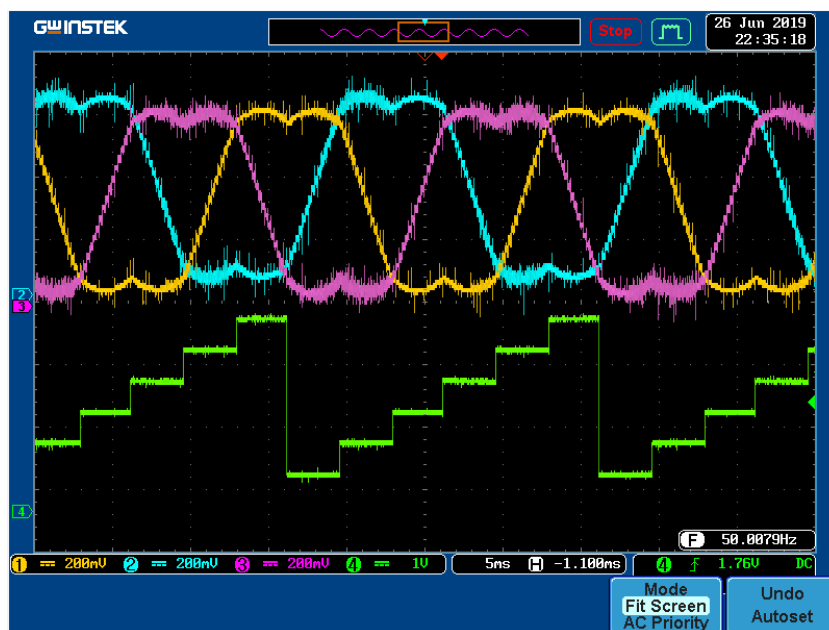 GWINSTEK
Stop
26 Jun 2019
22:35:18
2
3
4
F 50.0079Hz
1 200mV 2 200mV 3 200mV 4 1V
5ms H -1.100ms
4 1.76V DC
Mode
Fit Screen
AC Priority
Undo
Autoset